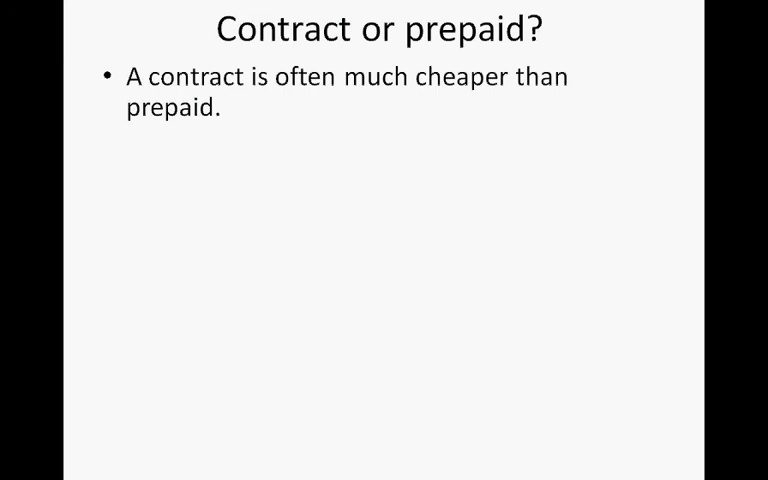 Contract or prepaid?
• A contract is often much cheaper than
prepaid.